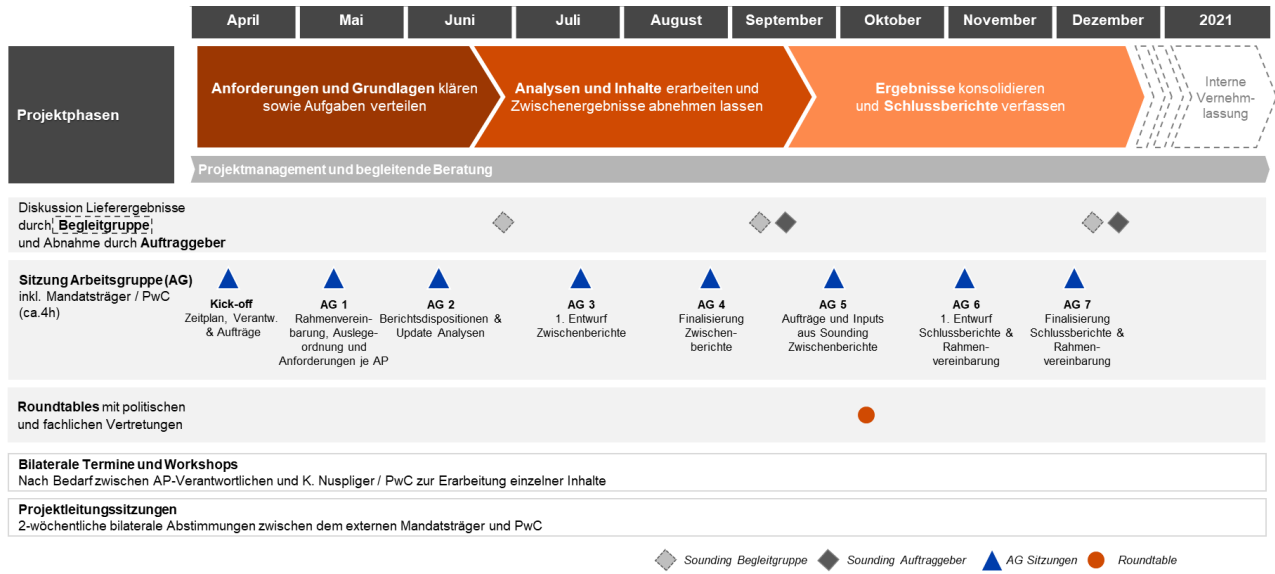 April
Mai
Juni
Juli
August
September
Oktober
November
Dezember
2021
Projektphasen
Anforderungen und Grundlagen klären
sowie Aufgaben verteilen
Analysen und Inhalte erarbeiten und
Zwischenergebnisse abnehmen lassen
Ergebnisse konsolidieren
und Schlussberichte verfassen
Interne
Vernehm-
lassung
Projektmanagement und begleitende Beratung
Diskussion Lieferergebnisse
durch Begleitgruppe
und Abnahme durch Auftraggeber
Sitzung Arbeitsgruppe (AG)
inkl. Mandatsträger / PwC
(ca.4h)
Kick-off
Zeitplan, Verantw.
& Aufträge
AG 1
Rahmenverein-
barung, Auslege-
ordnung und
Anforderungen je AP
AG 2
Berichtsdispositionen &
Update Analysen
AG 3
1. Entwurf
Zwischenberichte
AG 4
Finalisierung
Zwischen-
berichte
AG 5
Aufträge und Inputs
aus Sounding
Zwischenberichte
AG 6
1. Entwurf
Schlussberichte &
Rahmen-
vereinbarung
AG 7
Finalisierung
Schlussberichte &
Rahmen-
vereinbarung
Roundtables mit politischen
und fachlichen Vertretungen
Bilaterale Termine und Workshops
Nach Bedarf zwischen AP-Verantwortlichen und K. Nuspliger / PwC zur Erarbeitung einzelner Inhalte
Projektleitungssitzungen
2-wöchentliche bilaterale Abstimmungen zwischen dem externen Mandatsträger und PwC
Sounding Begleitgruppe
Sounding Auftraggeber
AG Sitzungen
Roundtable